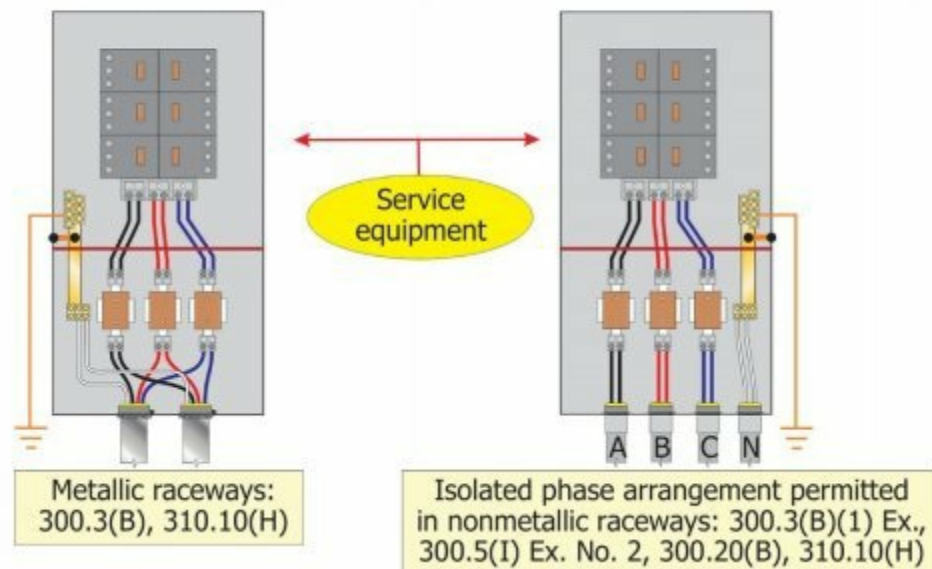 Service
equipment
A B C N
Metallic raceways:
300.3(B), 310.10(H)
Isolated phase arrangement permitted
in nonmetallic raceways: 300.3(B)(1) Ex.,
300.5(I) Ex. No. 2, 300.20(B), 310.10(H)